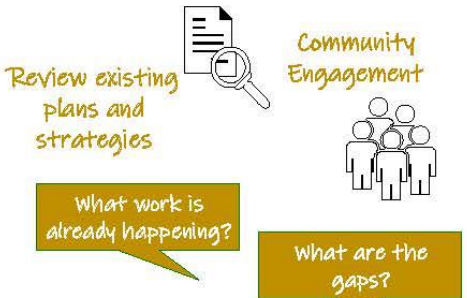 Review existing
plans and
strategies
Community
Engagement
What work is
already happening?
What are the
gaps?